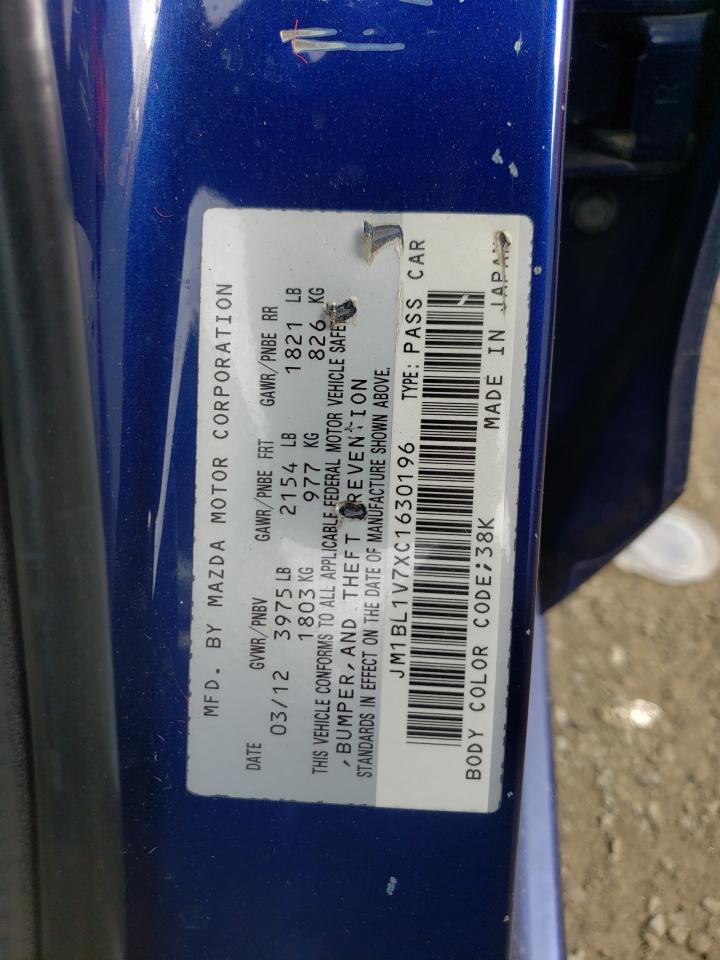 MFD. BY MAZDA MOTOR CORPORATION
DATE GVWR/PNBV GAWR/PNBE FRT GAWR/PNBE RR
03/12 3975 LB 2154 LB 1821 LB
1803 KG 977 KG 826 KG
THIS VEHICLE CONFORMS TO ALL APPLICABLE FEDERAL MOTOR VEHICLE
,BUMPER,AND THEFT PREVENTION
STANDARDS IN EFFECT ON THE DATE OF MANUFACTURE SHOWN ABOVE.
JM1BL1V7XC1630196 TYPE: PASS CAR
BODY COLOR CODE;38K MADE IN JAPAN